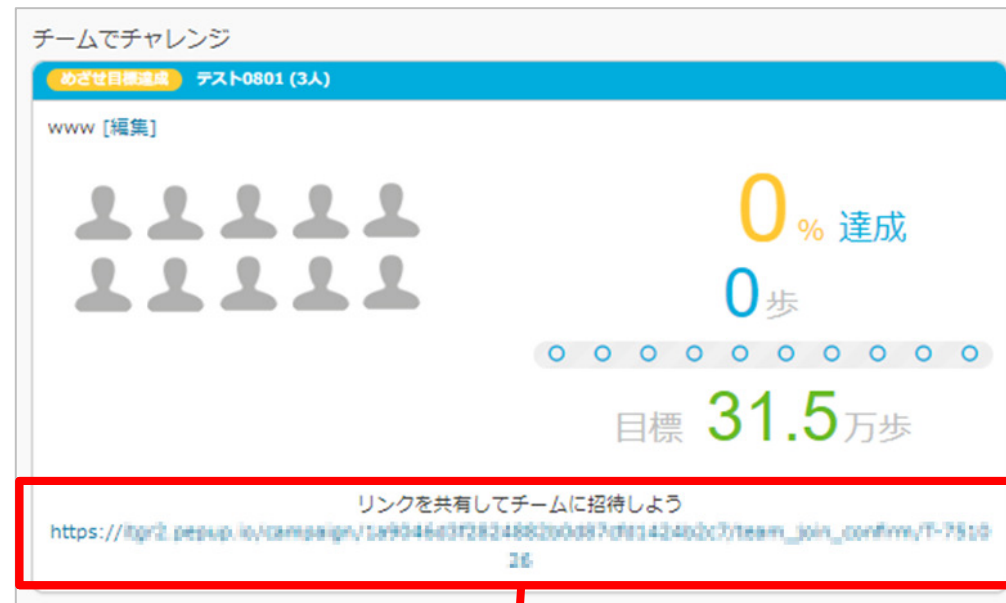 チームでチャレンジ
めざせ目標達成 テスト0801 (3人)
www [編集]
0 % 達成
0 歩
目標 31.5 万歩
リンクを共有してチームに招待しよう
https://